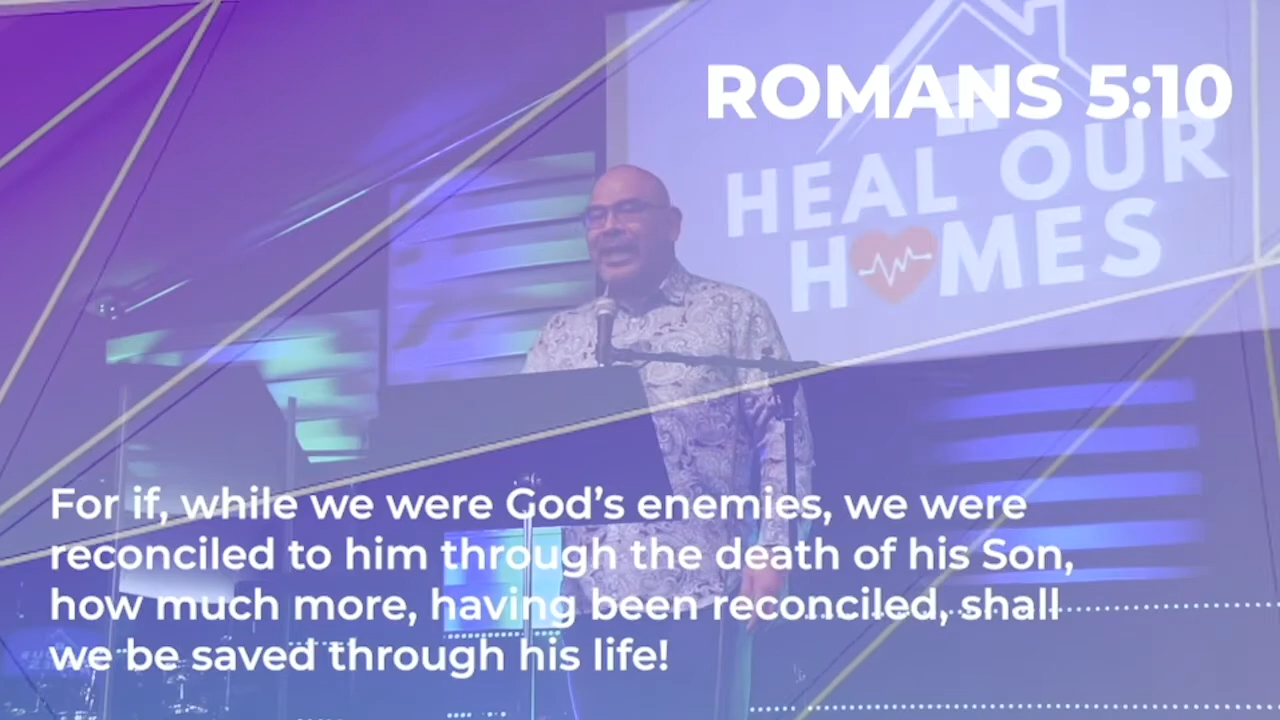 ROMANS 5:10
HEAL OUR
HOMES
For if, while we were God’s enemies, we were
reconciled to him through the death of his Son,
how much more, having been reconciled, shall
we be saved through his life!